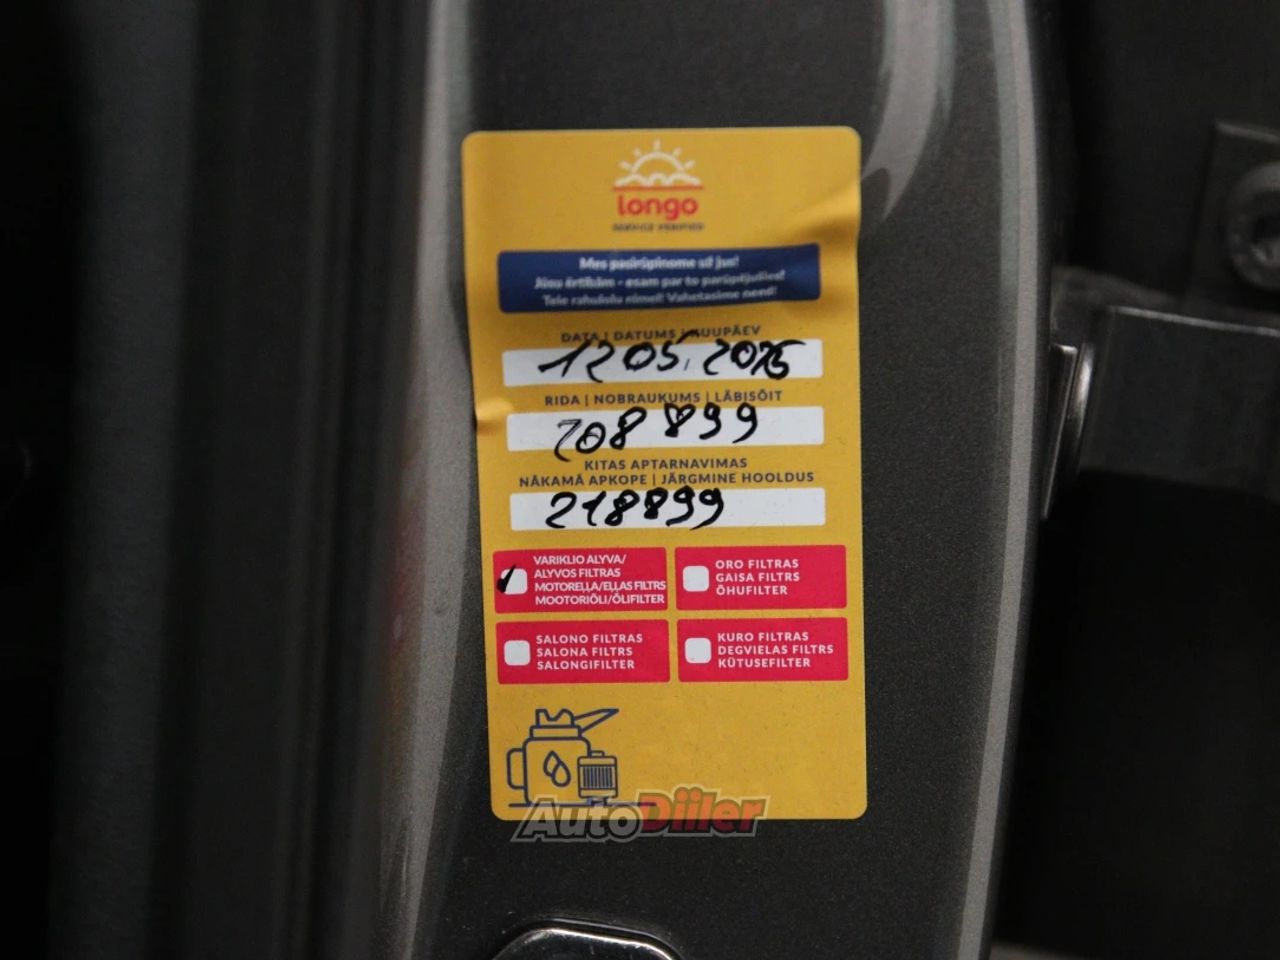 longo
SERVICE VERIFIED
Mes pasirūpinome už jus!
Jūsu ērtībām - esam par to parūpējušies!
Teie rahulolu nimel! Vahetasime need!
DATA | DATUMS | KUUPÄEV
12 05. 2025
RIDA | NOBRAUKUMS | LÄBISÕIT
208899
KITAS APTARNAVIMAS
NĀKAMĀ APKOPE | JÄRGMINE HOOLDUS
218899
VARIKLIO ALYVA/
ALYVOS FILTRAS
MOTOREĻĻA/EĻĻAS FILTRS
MOOTORIÕLI/ÕLIFILTER
ORO FILTRAS
GAISA FILTRS
ÕHUFILTER
SALONO FILTRAS
SALONA FILTRS
SALONGIFILTER
KURO FILTRAS
DEGVIELAS FILTRS
KÜTUSEFILTER
AutoDiiler